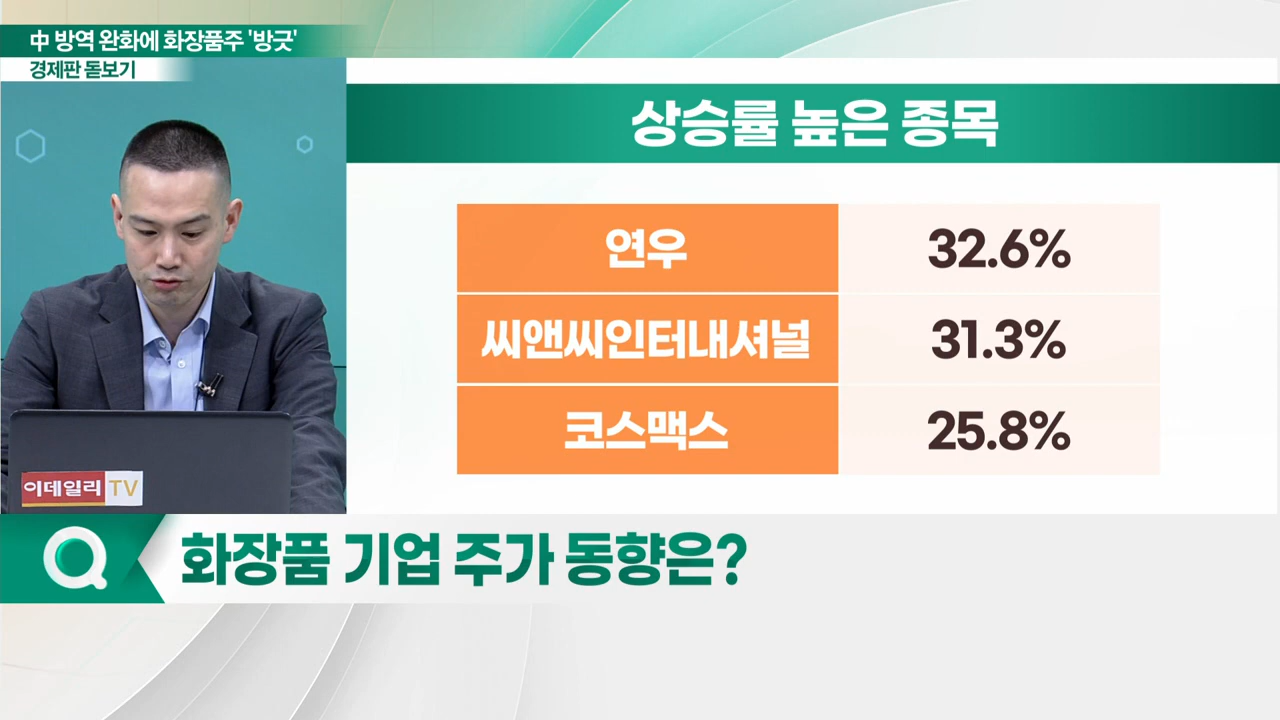 中 방역 완화에 화장품주 '방긋'
경제판 돋보기
상승률 높은 종목
연우 32.6%
씨앤씨인터내셔널 31.3%
코스맥스 25.8%
이데일리 TV
화장품 기업 주가 동향은?